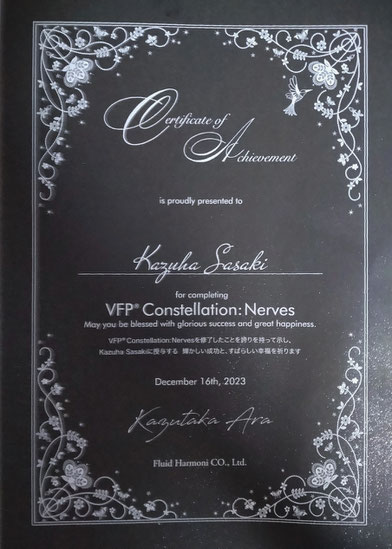 Certificate of
Achievement
is proudly presented to
Kazuha Sasaki
for completing
VFP® Constellation: Nerves
May you be blessed with glorious success and great happiness.
VFP®Constellation:Nervesを修了したことを誇りを持って示し、
Kazuha Sasakiに授与する 輝かしい成功と、すばらしい幸福を祈ります
December 16th, 2023
Kazutaka Ara
Fluid Harmoni CO., Ltd.